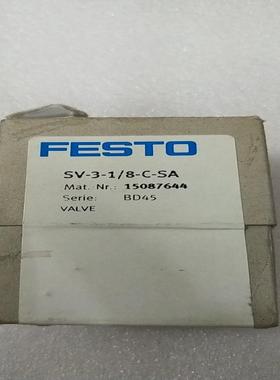 FESTO
SV-3-1/8-C-SA
Mat. Nr.: 15087644
Serie: BD45
VALVE